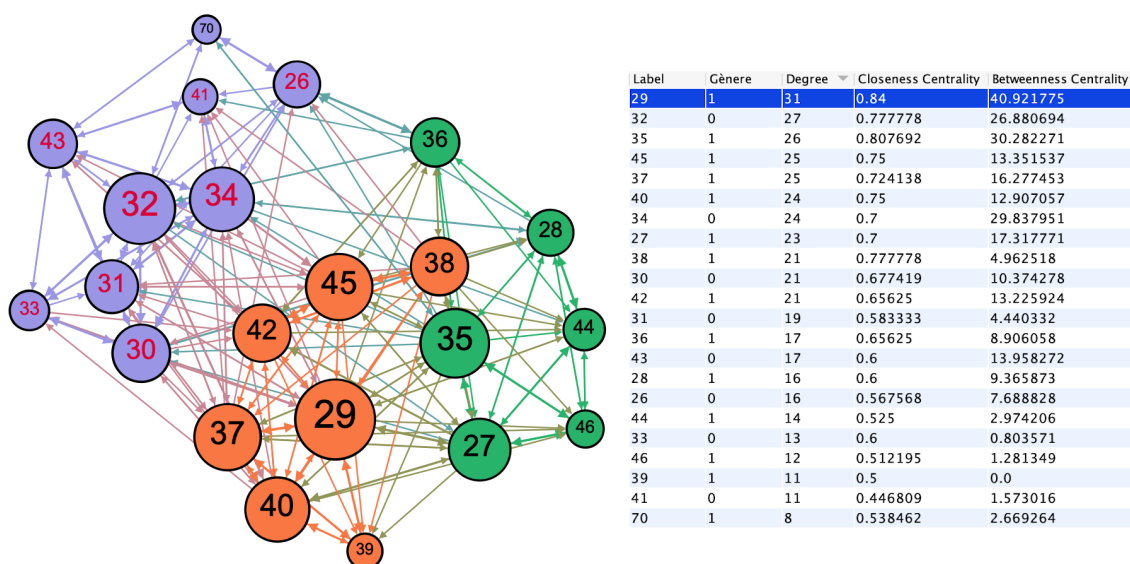 70
41
26
43
36
32
34
28
38
31
45
33
42
44
35
30
29
46
37
27
40
39
Label Gènere Degree Closeness Centrality Betweenness Centrality
29 1 31 0.84 40.921775
32 0 27 0.777778 26.880694
35 1 26 0.807692 30.282271
45 1 25 0.75 13.351537
37 1 25 0.724138 16.277453
40 1 24 0.75 12.907057
34 0 24 0.7 29.837951
27 1 23 0.7 17.317771
38 1 21 0.777778 4.962518
30 0 21 0.677419 10.374278
42 1 21 0.65625 13.225924
31 0 19 0.583333 4.440332
36 1 17 0.65625 8.906058
43 0 17 0.6 13.958272
28 1 16 0.6 9.365873
26 0 16 0.567568 7.688828
44 1 14 0.525 2.974206
33 0 13 0.6 0.803571
46 1 12 0.512195 1.281349
39 1 11 0.5 0.0
41 0 11 0.446809 1.573016
70 1 8 0.538462 2.669264